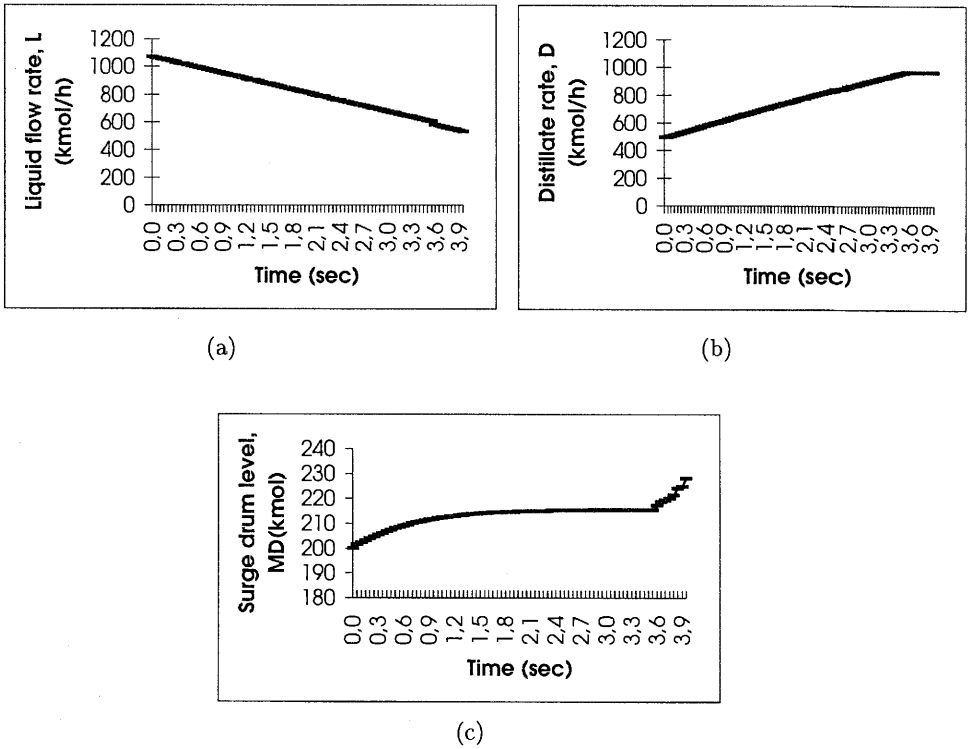 Liquid flow rate, L
(kmol/h)
1200
1000
800
600
400
200
0
0,0 0,3 0,6 0,9 1,2 1,5 1,8 2,1 2,4 2,7 3,0 3,3 3,6 3,9
Time (sec)
(a)
Distillate rate, D
(kmol/h)
1200
1000
800
600
400
200
0
0,0 0,3 0,6 0,9 1,2 1,5 1,8 2,1 2,4 2,7 3,0 3,3 3,6 3,9
Time (sec)
(b)
Surge drum level,
MD(kmol)
240
230
220
210
200
190
180
0,0 0,3 0,6 0,9 1,2 1,5 1,8 2,1 2,4 2,7 3,0 3,3 3,6 3,9
Time (sec)
(c)